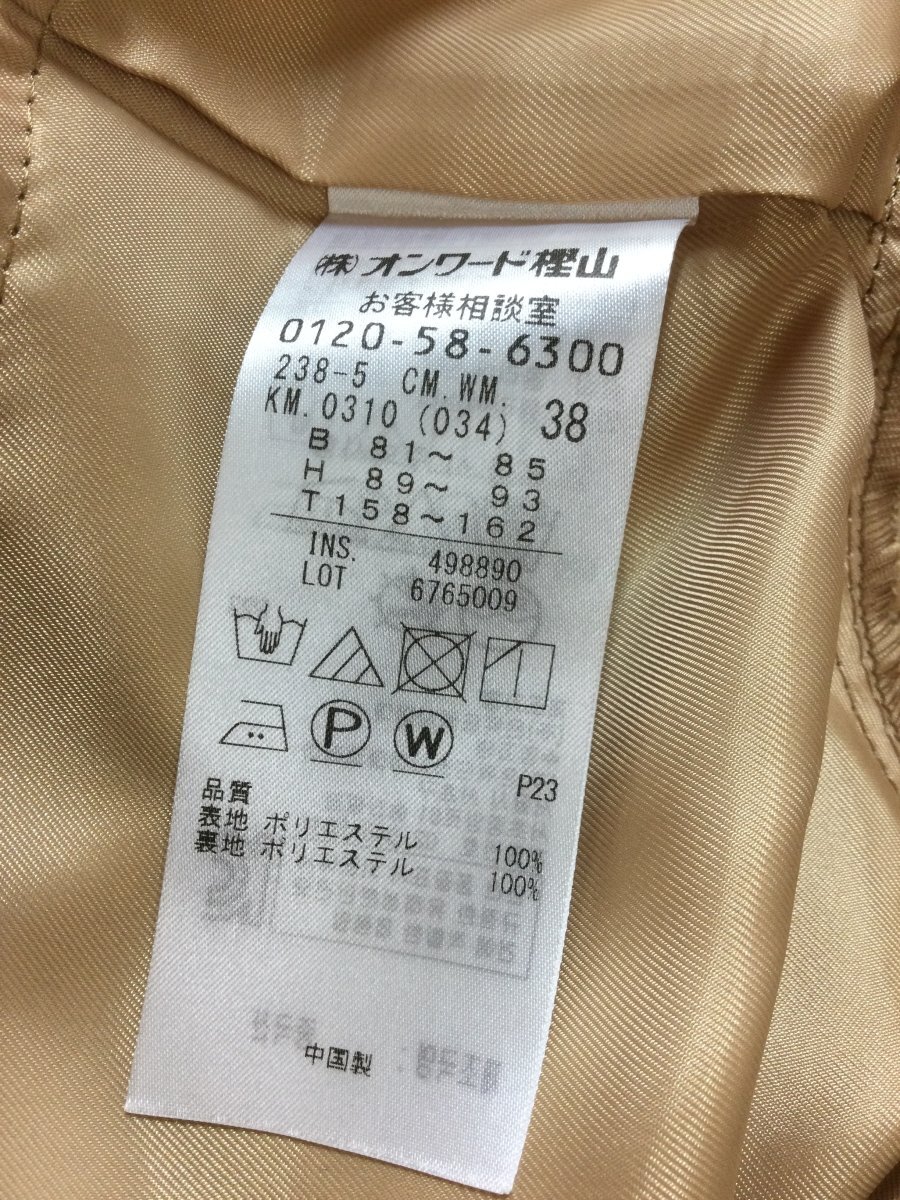 (株)オンワード樫山
お客様相談室
0120-58-6300
238-5 CM.WM.
KM.0310 (034) 38
B 81〜 85
H 89〜 93
T158〜162
INS. 498890
LOT 6765009
P
W
P23
品質
表地 ポリエステル 100%
裏地 ポリエステル 100%
中国製